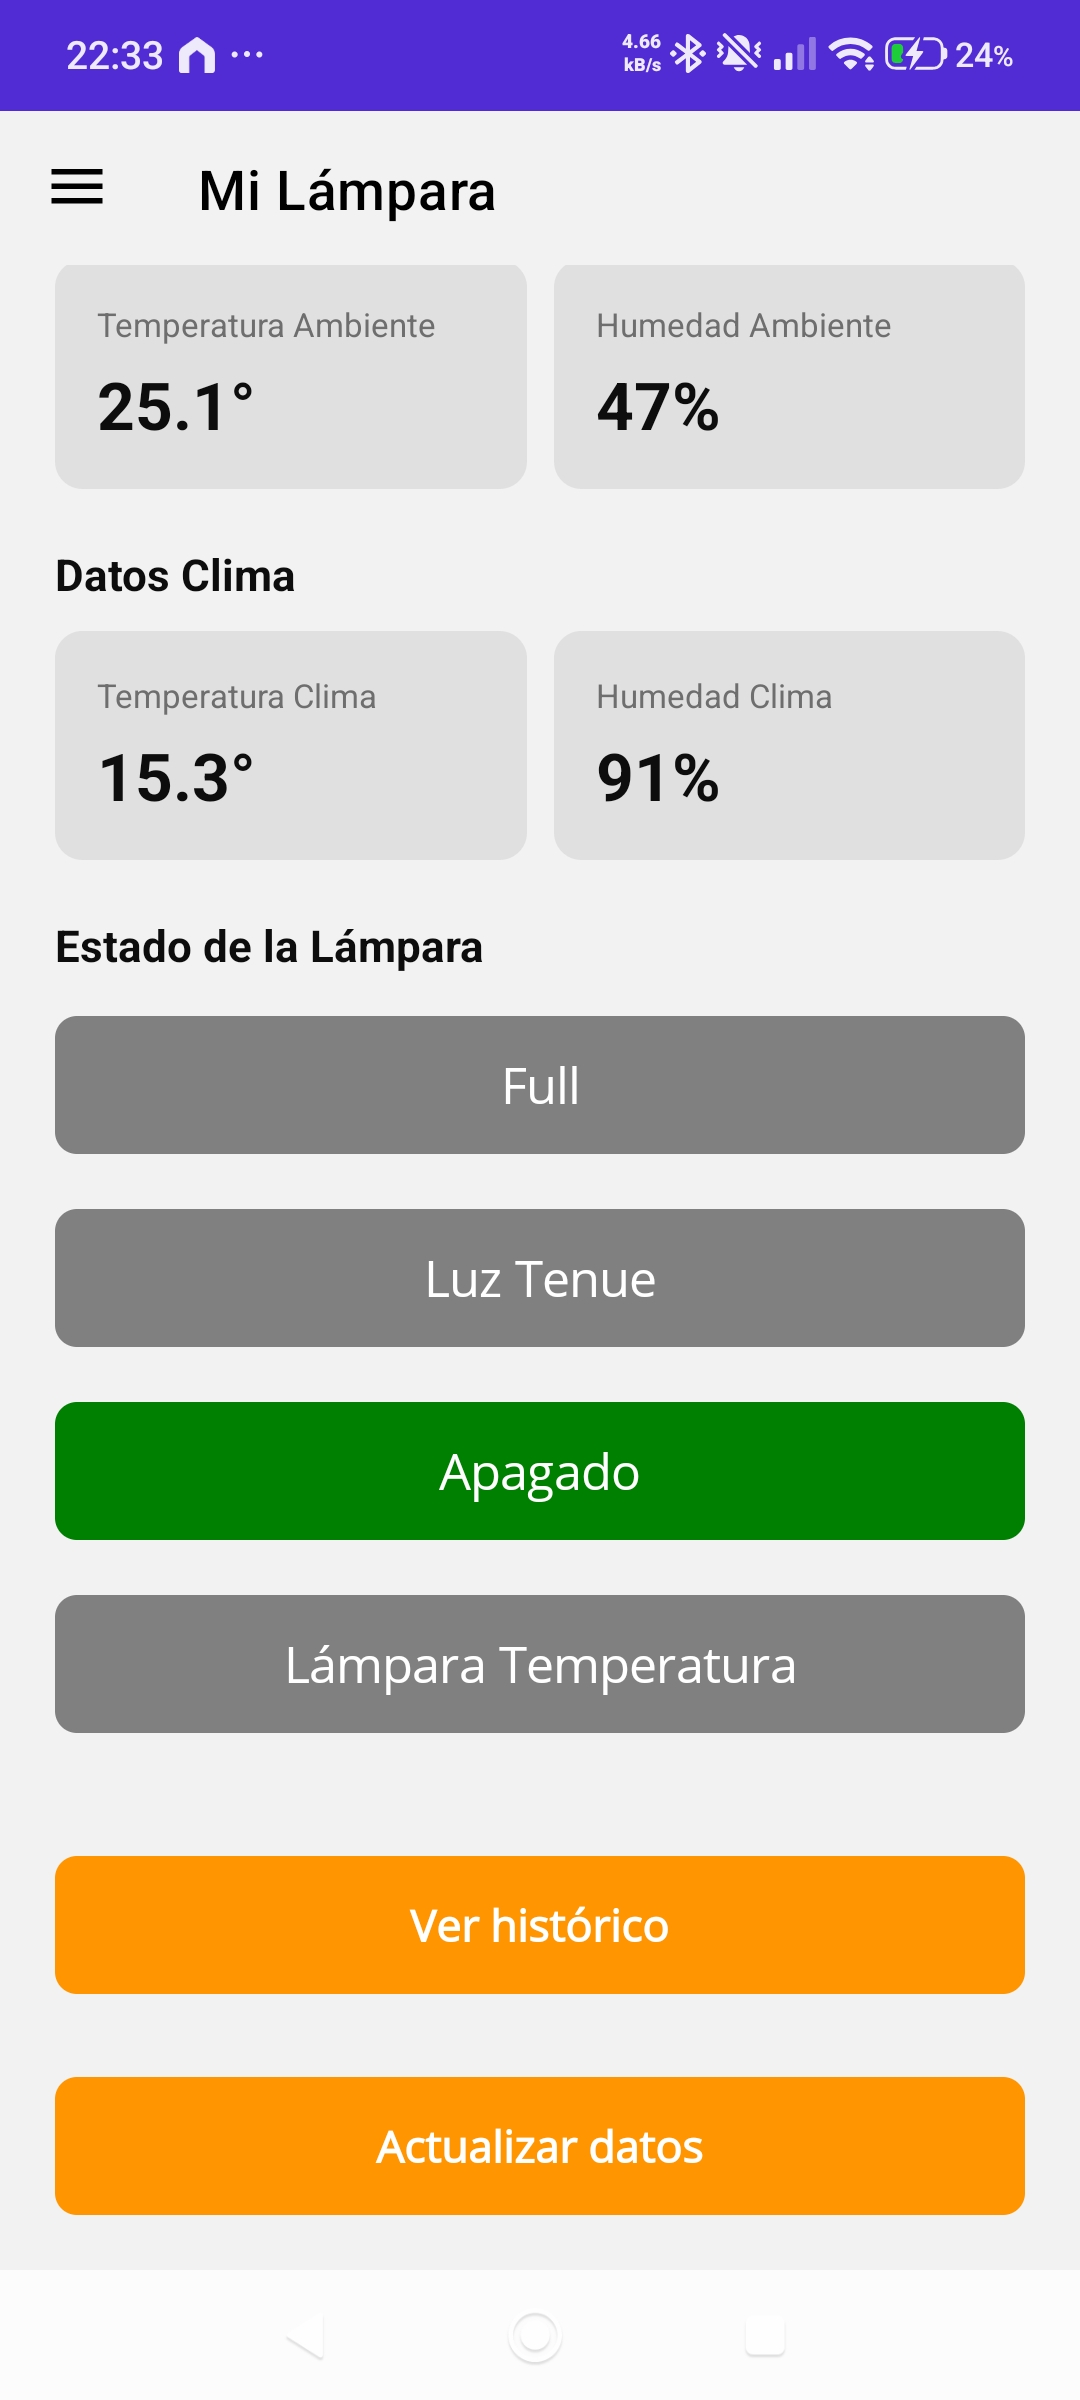 22:33 ... 4.66 kB/s 24%
Mi Lámpara
Temperatura Ambiente
25.1°
Humedad Ambiente
47%
Datos Clima
Temperatura Clima
15.3°
Humedad Clima
91%
Estado de la Lámpara
Full
Luz Tenue
Apagado
Lámpara Temperatura
Ver histórico
Actualizar datos